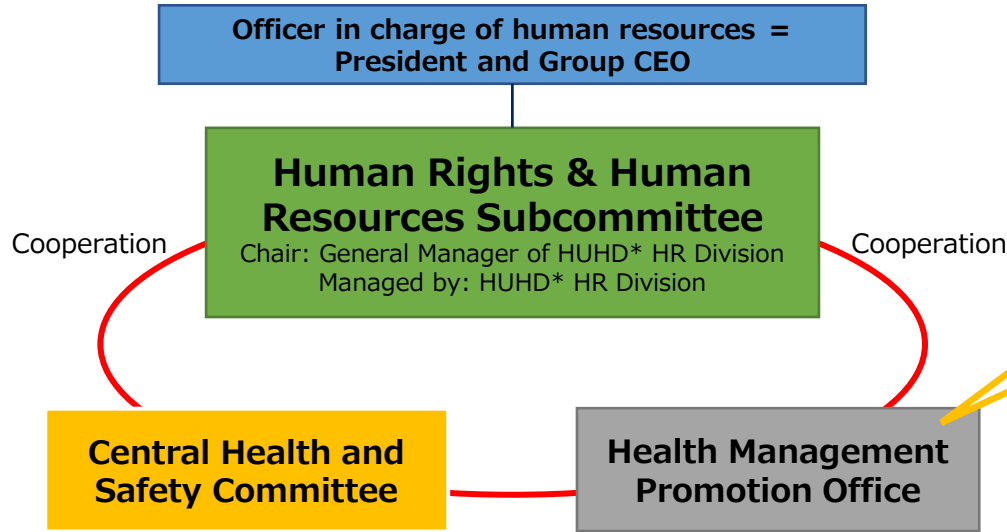 Officer in charge of human resources =
President and Group CEO
Human Rights & Human
Resources Subcommittee
Chair: General Manager of HUHD* HR Division
Managed by: HUHD* HR Division
Cooperation
Cooperation
Central Health and
Safety Committee
Health Management
Promotion Office